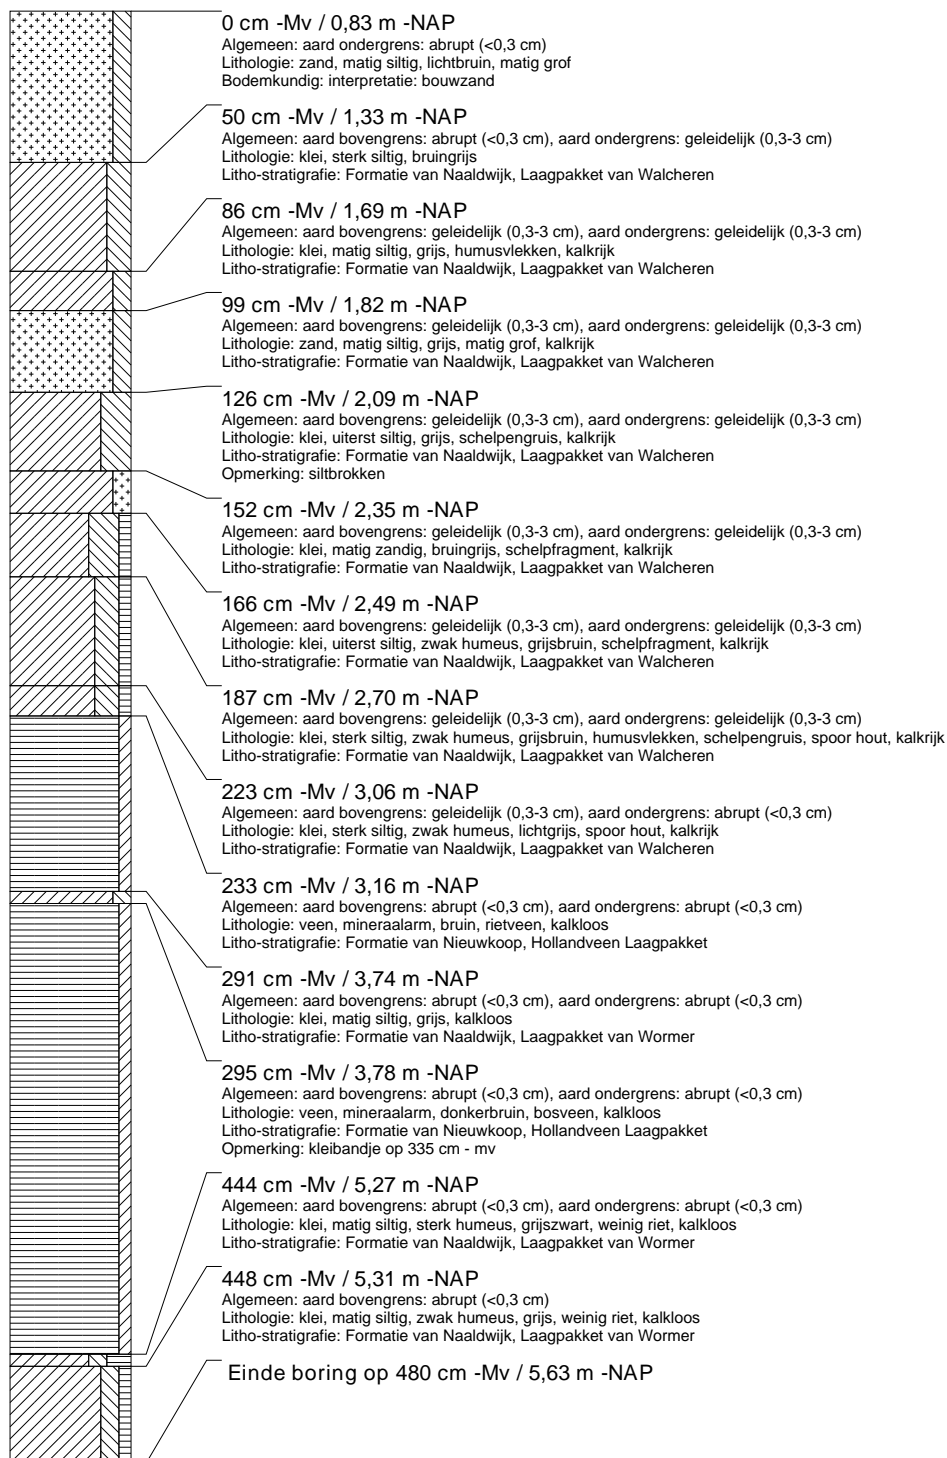 0 cm -Mv / 0,83 m -NAP
Algemeen: aard ondergrens: abrupt (<0,3 cm)
Lithologie: zand, matig siltig, lichtbruin, matig grof
Bodemkundig: interpretatie: bouwzand
50 cm -Mv / 1,33 m -NAP
Algemeen: aard bovengrens: abrupt (<0,3 cm), aard ondergrens: geleidelijk (0,3-3 cm)
Lithologie: klei, sterk siltig, bruingrijs
Litho-stratigrafie: Formatie van Naaldwijk, Laagpakket van Walcheren
86 cm -Mv / 1,69 m -NAP
Algemeen: aard bovengrens: geleidelijk (0,3-3 cm), aard ondergrens: geleidelijk (0,3-3 cm)
Lithologie: klei, matig siltig, grijs, humusvlekken, kalkrijk
Litho-stratigrafie: Formatie van Naaldwijk, Laagpakket van Walcheren
99 cm -Mv / 1,82 m -NAP
Algemeen: aard bovengrens: geleidelijk (0,3-3 cm), aard ondergrens: geleidelijk (0,3-3 cm)
Lithologie: zand, matig siltig, grijs, matig grof, kalkrijk
Litho-stratigrafie: Formatie van Naaldwijk, Laagpakket van Walcheren
126 cm -Mv / 2,09 m -NAP
Algemeen: aard bovengrens: geleidelijk (0,3-3 cm), aard ondergrens: geleidelijk (0,3-3 cm)
Lithologie: klei, uiterst siltig, grijs, schelpengruis, kalkrijk
Litho-stratigrafie: Formatie van Naaldwijk, Laagpakket van Walcheren
Opmerking: siltbrokken
152 cm -Mv / 2,35 m -NAP
Algemeen: aard bovengrens: geleidelijk (0,3-3 cm), aard ondergrens: geleidelijk (0,3-3 cm)
Lithologie: klei, matig zandig, bruingrijs, schelpfragment, kalkrijk
Litho-stratigrafie: Formatie van Naaldwijk, Laagpakket van Walcheren
166 cm -Mv / 2,49 m -NAP
Algemeen: aard bovengrens: geleidelijk (0,3-3 cm), aard ondergrens: geleidelijk (0,3-3 cm)
Lithologie: klei, uiterst siltig, zwak humeus, grijsbruin, schelpfragment, kalkrijk
Litho-stratigrafie: Formatie van Naaldwijk, Laagpakket van Walcheren
187 cm -Mv / 2,70 m -NAP
Algemeen: aard bovengrens: geleidelijk (0,3-3 cm), aard ondergrens: geleidelijk (0,3-3 cm)
Lithologie: klei, sterk siltig, zwak humeus, grijsbruin, humusvlekken, schelpengruis, spoor hout, kalkrijk
Litho-stratigrafie: Formatie van Naaldwijk, Laagpakket van Walcheren
223 cm -Mv / 3,06 m -NAP
Algemeen: aard bovengrens: geleidelijk (0,3-3 cm), aard ondergrens: abrupt (<0,3 cm)
Lithologie: klei, sterk siltig, zwak humeus, lichtgrijs, spoor hout, kalkrijk
Litho-stratigrafie: Formatie van Naaldwijk, Laagpakket van Walcheren
233 cm -Mv / 3,16 m -NAP
Algemeen: aard bovengrens: abrupt (<0,3 cm), aard ondergrens: abrupt (<0,3 cm)
Lithologie: veen, mineraalarm, bruin, rietveen, kalkloos
Litho-stratigrafie: Formatie van Nieuwkoop, Hollandveen Laagpakket
291 cm -Mv / 3,74 m -NAP
Algemeen: aard bovengrens: abrupt (<0,3 cm), aard ondergrens: abrupt (<0,3 cm)
Lithologie: klei, matig siltig, grijs, kalkloos
Litho-stratigrafie: Formatie van Naaldwijk, Laagpakket van Wormer
295 cm -Mv / 3,78 m -NAP
Algemeen: aard bovengrens: abrupt (<0,3 cm), aard ondergrens: abrupt (<0,3 cm)
Lithologie: veen, mineraalarm, donkerbruin, bosveen, kalkloos
Litho-stratigrafie: Formatie van Nieuwkoop, Hollandveen Laagpakket
Opmerking: kleibandje op 335 cm - mv
444 cm -Mv / 5,27 m -NAP
Algemeen: aard bovengrens: abrupt (<0,3 cm), aard ondergrens: abrupt (<0,3 cm)
Lithologie: klei, matig siltig, sterk humeus, grijszwart, weinig riet, kalkloos
Litho-stratigrafie: Formatie van Naaldwijk, Laagpakket van Wormer
448 cm -Mv / 5,31 m -NAP
Algemeen: aard bovengrens: abrupt (<0,3 cm)
Lithologie: klei, matig siltig, zwak humeus, grijs, weinig riet, kalkloos
Litho-stratigrafie: Formatie van Naaldwijk, Laagpakket van Wormer
Einde boring op 480 cm -Mv / 5,63 m -NAP